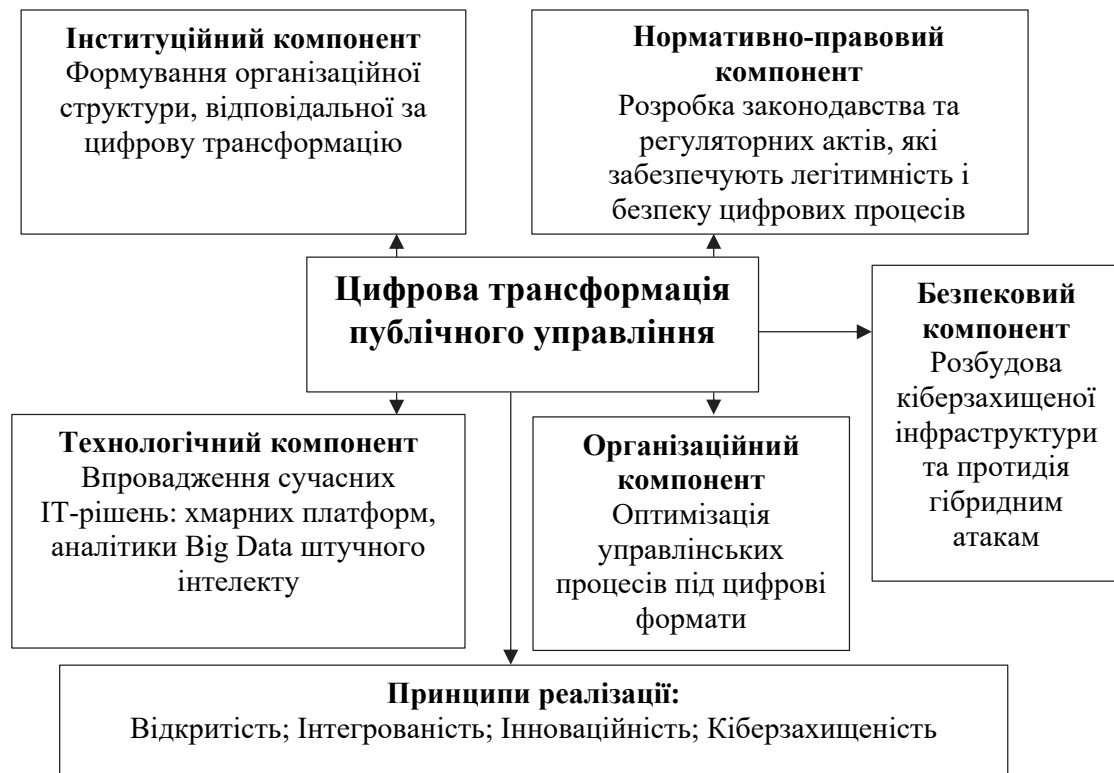 Інституційний компонент
Формування організаційної
структури, відповідальної за
цифрову трансформацію
Нормативно-правовий
компонент
Розробка законодавства та
регуляторних актів, які
забезпечують легітимність і
безпеку цифрових процесів
Цифрова трансформація
публічного управління
Безпековий
компонент
Розбудова
кіберзахищеної
інфраструктури
та протидія
гібридним
атакам
Технологічний компонент
Впровадження сучасних
ІТ-рішень: хмарних платформ,
аналітики Big Data штучного
інтелекту
Організаційний
компонент
Оптимізація
управлінських
процесів під цифрові
формати
Принципи реалізації:
Відкритість; Інтегрованість; Інноваційність; Кіберзахищеність